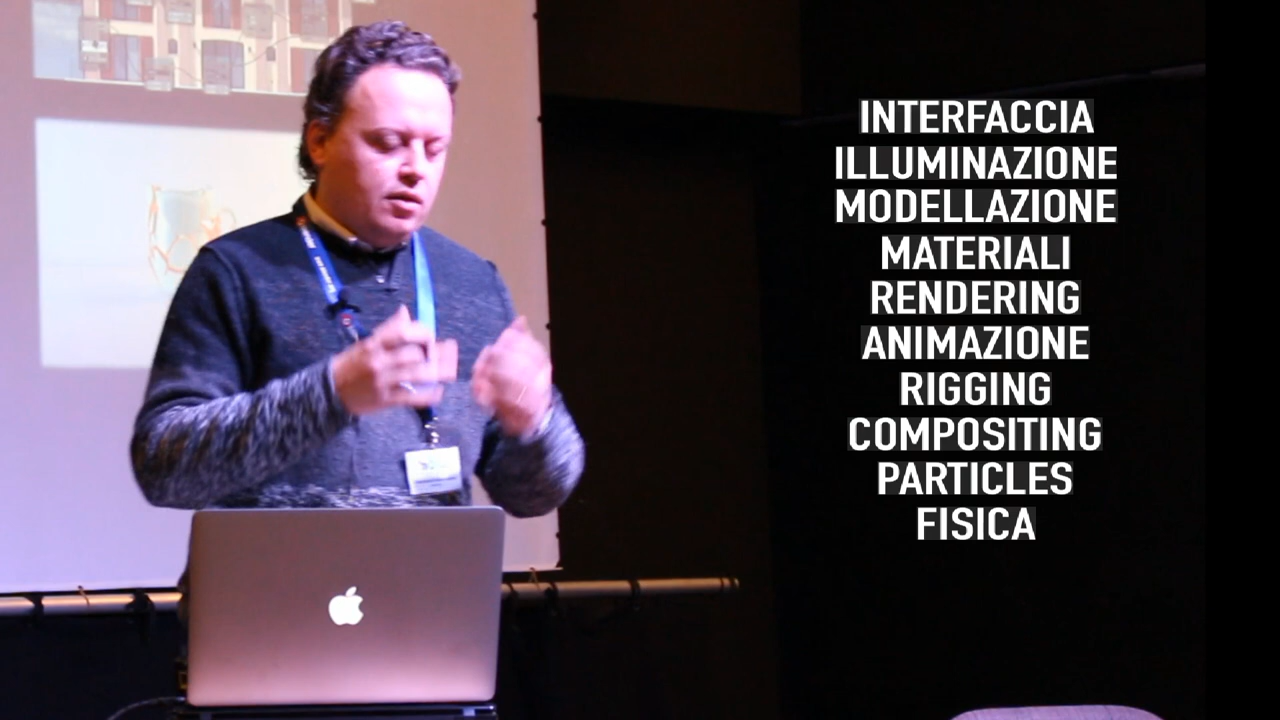 INTERFACCIA
ILLUMINAZIONE
MODELLAZIONE
MATERIALI
RENDERING
ANIMAZIONE
RIGGING
COMPOSITING
PARTICLES
FISICA